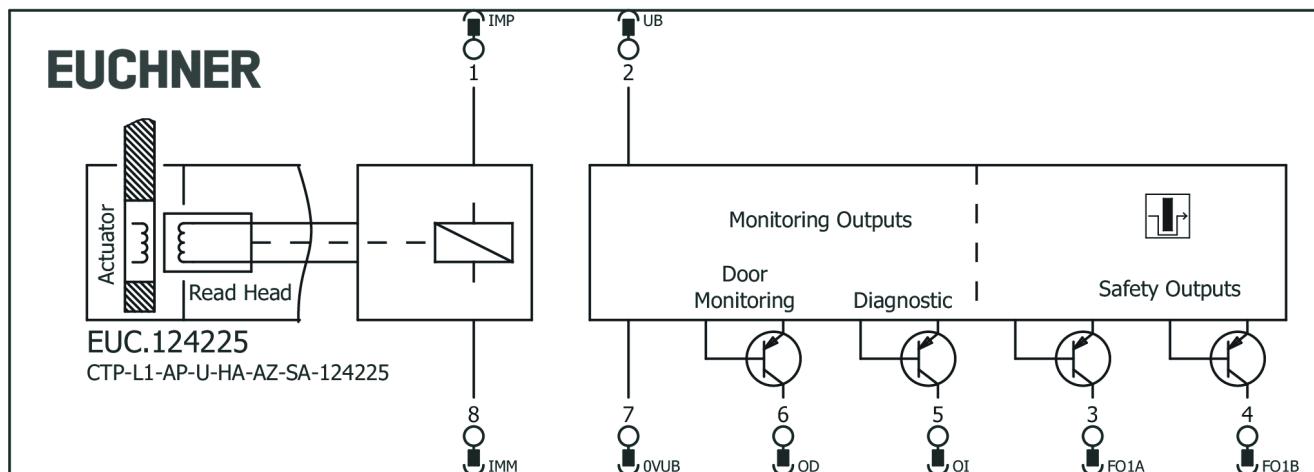 IMP
UB
1
2
EUCHNER
Actuator
Read Head
Monitoring Outputs
Door
Monitoring
Diagnostic
Safety Outputs
EUC.124225
CTP-L1-AP-U-HA-AZ-SA-124225
8
7
6
5
3
4
IMM
0VUB
OD
OI
FO1A
FO1B